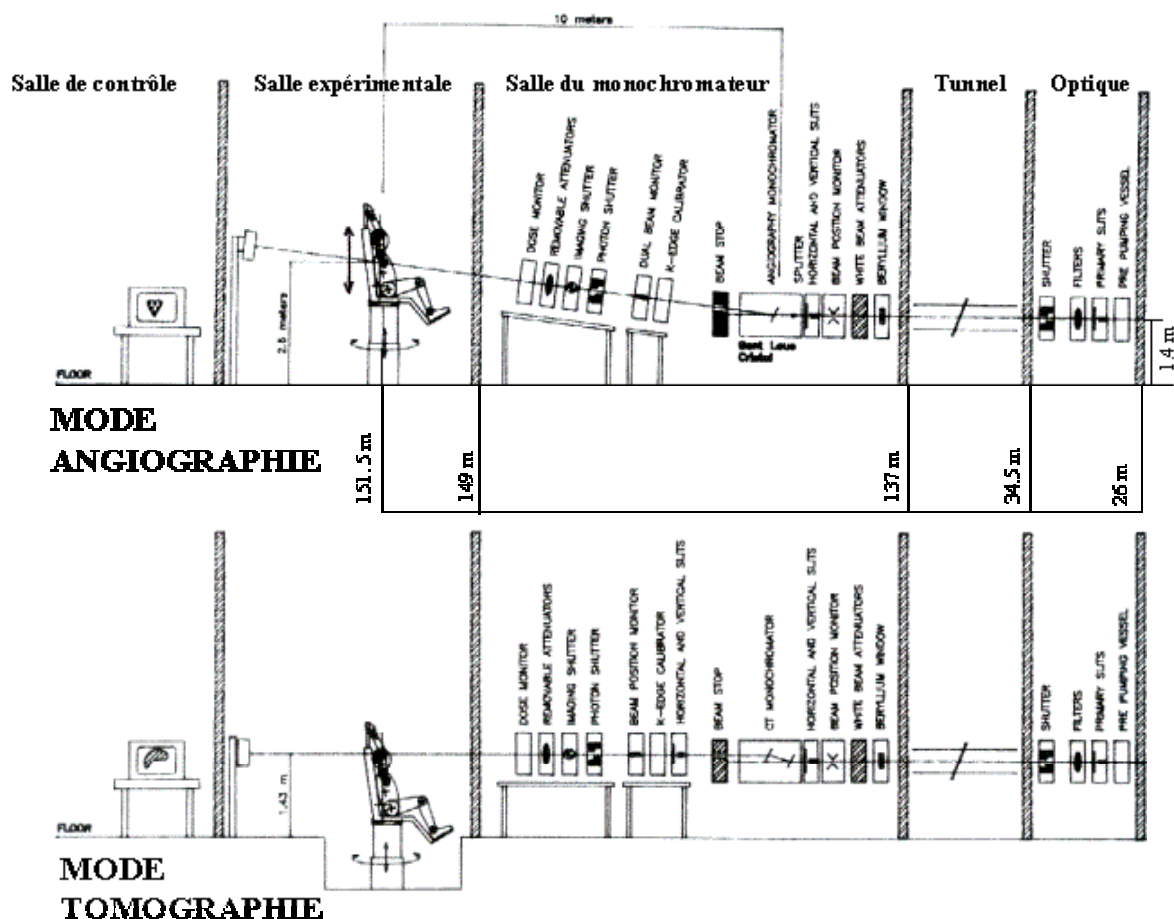 10 meters
Salle de contrôle
Salle expérimentale
Salle du monochromateur
Tunnel
Optique
DOSE MONITOR
REMOVABLE ATTENUATORS
IMAGING SHUTTER
PHOTON SHUTTER
DUAL BEAM MONITOR
K-EDGE CALIBRATOR
BEAM STOP
ANGIOGRAPHY MONOCHROMATOR
SPLITTER
HORIZONTAL AND VERTICAL SLITS
BEAM POSITION MONITOR
WHITE BEAM ATTENUATORS
BERYLLIUM WINDOW
SHUTTER
FILTERS
PRIMARY SLITS
PRE PUMPING VESSEL
2.5 meters
Bent Laue
Cristal
1.4 m
FLOOR
MODE
ANGIOGRAPHIE
151.5 m
149 m
137 m
34.5 m
26 m
DOSE MONITOR
REMOVABLE ATTENUATORS
IMAGING SHUTTER
PHOTON SHUTTER
BEAM POSITION MONITOR
K-EDGE CALIBRATOR
HORIZONTAL AND VERTICAL SLITS
BEAM STOP
CT MONOCHROMATOR
HORIZONTAL AND VERTICAL SLITS
BEAM POSITION MONITOR
WHITE BEAM ATTENUATORS
BERYLLIUM WINDOW
SHUTTER
FILTERS
PRIMARY SLITS
PRE PUMPING VESSEL
1.43 m
FLOOR
MODE
TOMOGRAPHIE